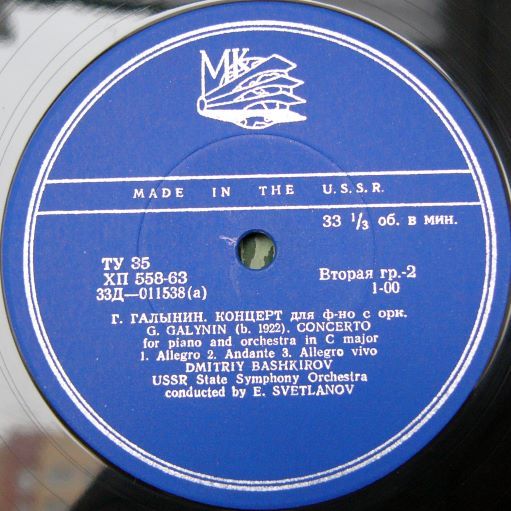 МК
MADE IN THE U.S.S.R.
33 1/3 об. в мин.
ТУ 35
ХП 558-63
33Д—011538(а)
Вторая гр.-2
1-00
Г. ГАЛЫНИН. КОНЦЕРТ для ф-но с орк.
G. GALYNIN (b. 1922). CONCERTO
for piano and orchestra in C major
1. Allegro 2. Andante 3. Allegro vivo
DMITRIY BASHKIROV
USSR State Symphony Orchestra
conducted by E. SVETLANOV